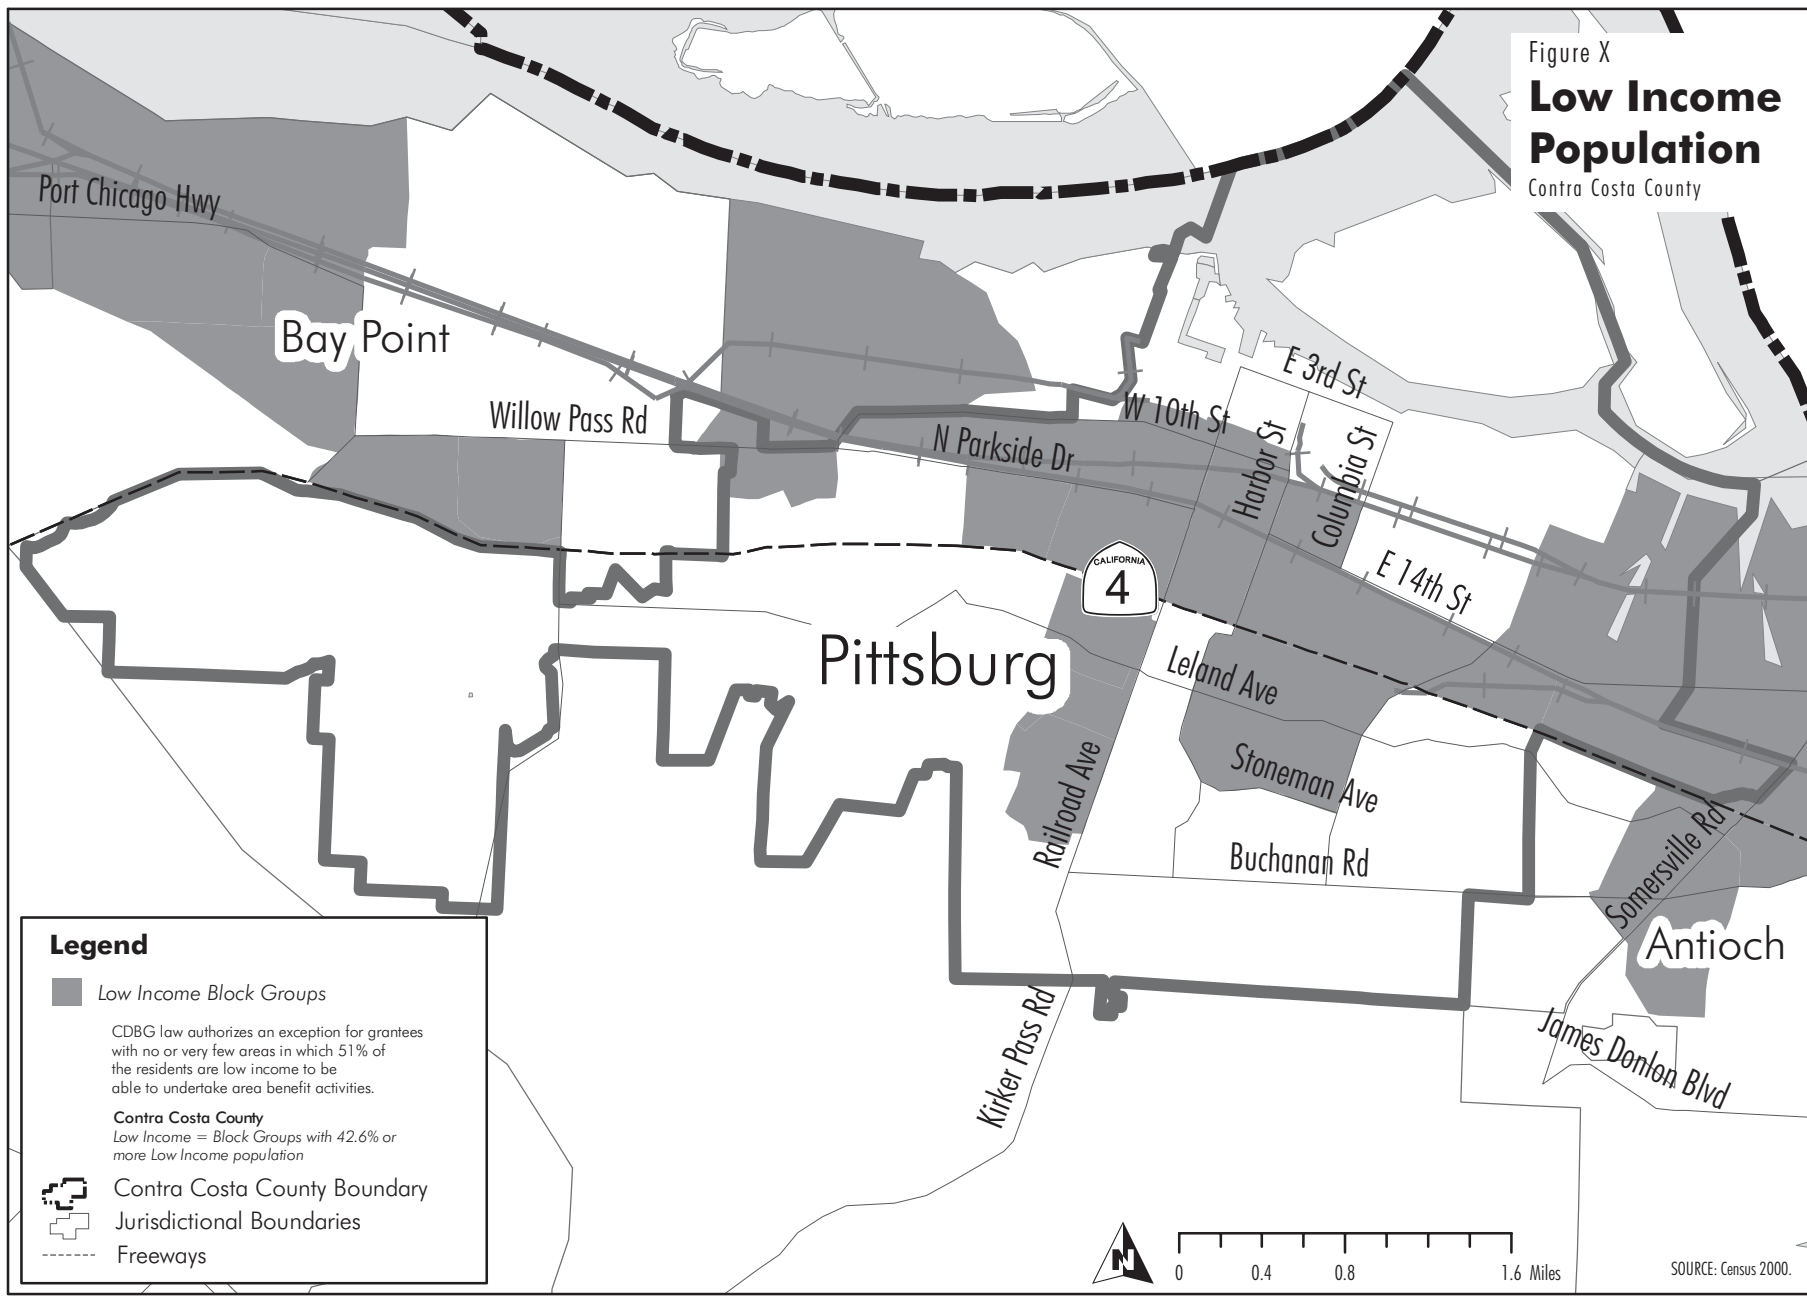 Figure X
Low Income
Population
Contra Costa County
Port Chicago Hwy
Bay Point
Willow Pass Rd
E 3rd St
W 10th St
N Parkside Dr
Harbor St
Columbia St
E 14th St
CALIFORNIA
4
Pittsburg
Leland Ave
Stoneman Ave
Railroad Ave
Buchanan Rd
Somersville Rd
Antioch
Kirker Pass Rd
James Donlon Blvd
Legend
Low Income Block Groups
CDBG law authorizes an exception for grantees
with no or very few areas in which 51% of
the residents are low income to be
able to undertake area benefit activities.
Contra Costa County
Low Income = Block Groups with 42.6% or
more Low Income population
Contra Costa County Boundary
Jurisdictional Boundaries
Freeways
N
0 0.4 0.8 1.6 Miles
SOURCE: Census 2000.